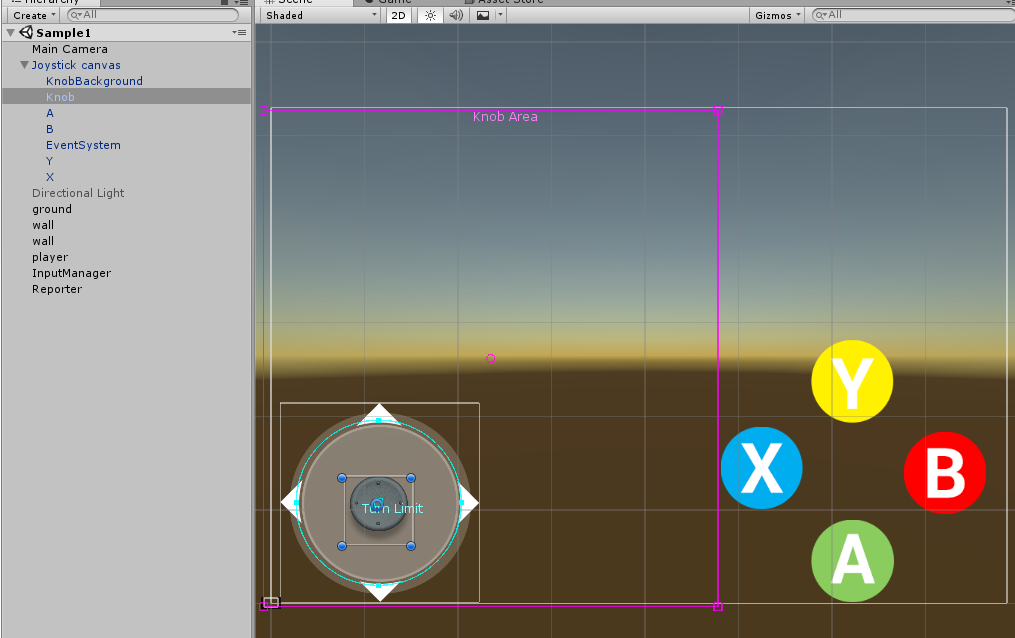 Hierarchy
Scene
Game
Asset Store
Create
All
Shaded
2D
Gizmos
All
Sample1
Main Camera
Joystick canvas
KnobBackground
Knob
A
B
EventSystem
Y
X
Directional Light
ground
wall
wall
player
InputManager
Reporter
Knob Area
Y
X
B
Turn Limit
A